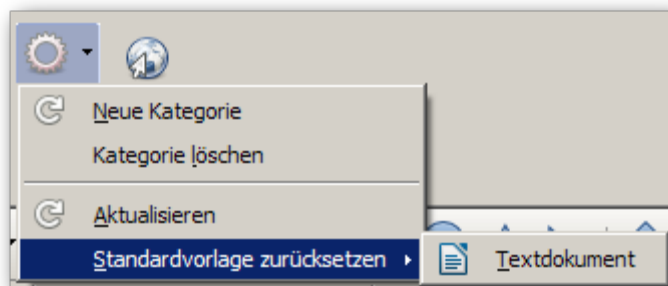 Neue Kategorie
Kategorie löschen
Aktualisieren
Standardvorlage zurücksetzen
Textdokument